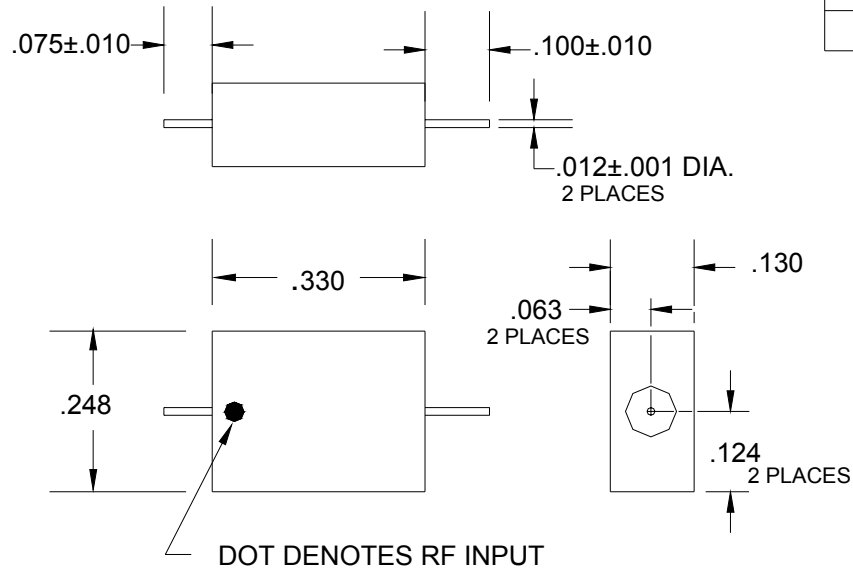 .075±.010
.100±.010
.012±.001 DIA.
2 PLACES
.330
.130
.063
2 PLACES
.248
.124
2 PLACES
DOT DENOTES RF INPUT